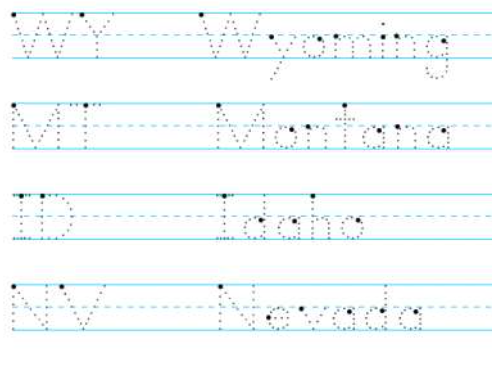 WY Wyoming
MT Montana
ID Idaho
NV Nevada